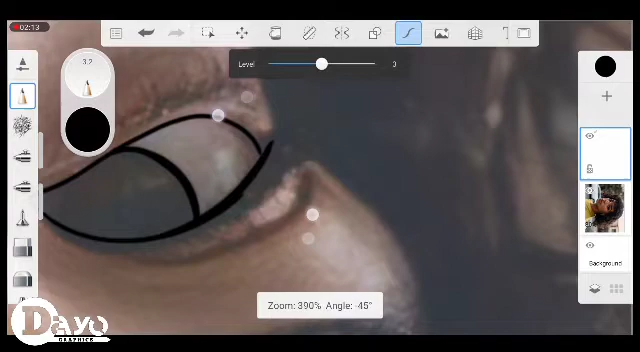 02:13
3.2
Level 3
Zoom: 390% Angle: -45°
Background
Dayo
GRAPHICS